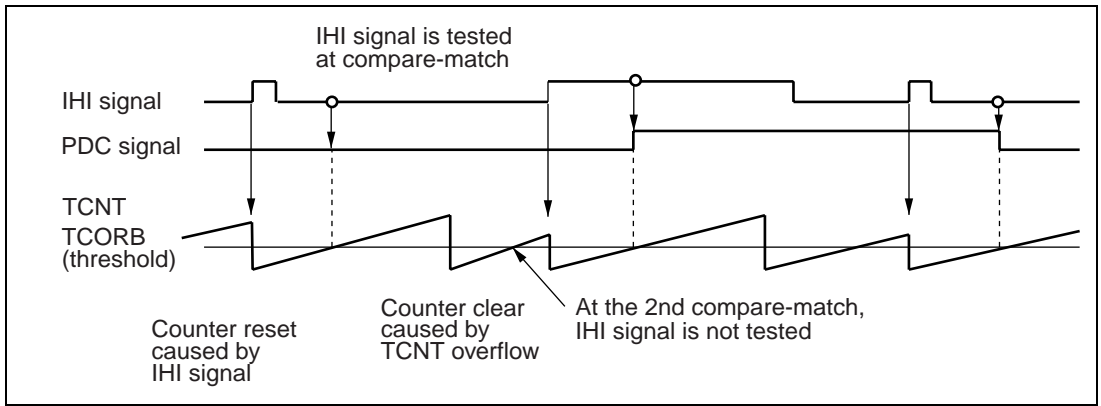 IHI signal is tested
at compare-match
IHI signal
PDC signal
TCNT
TCORB
(threshold)
Counter reset
caused by
IHI signal
Counter clear
caused by
TCNT overflow
At the 2nd compare-match,
IHI signal is not tested